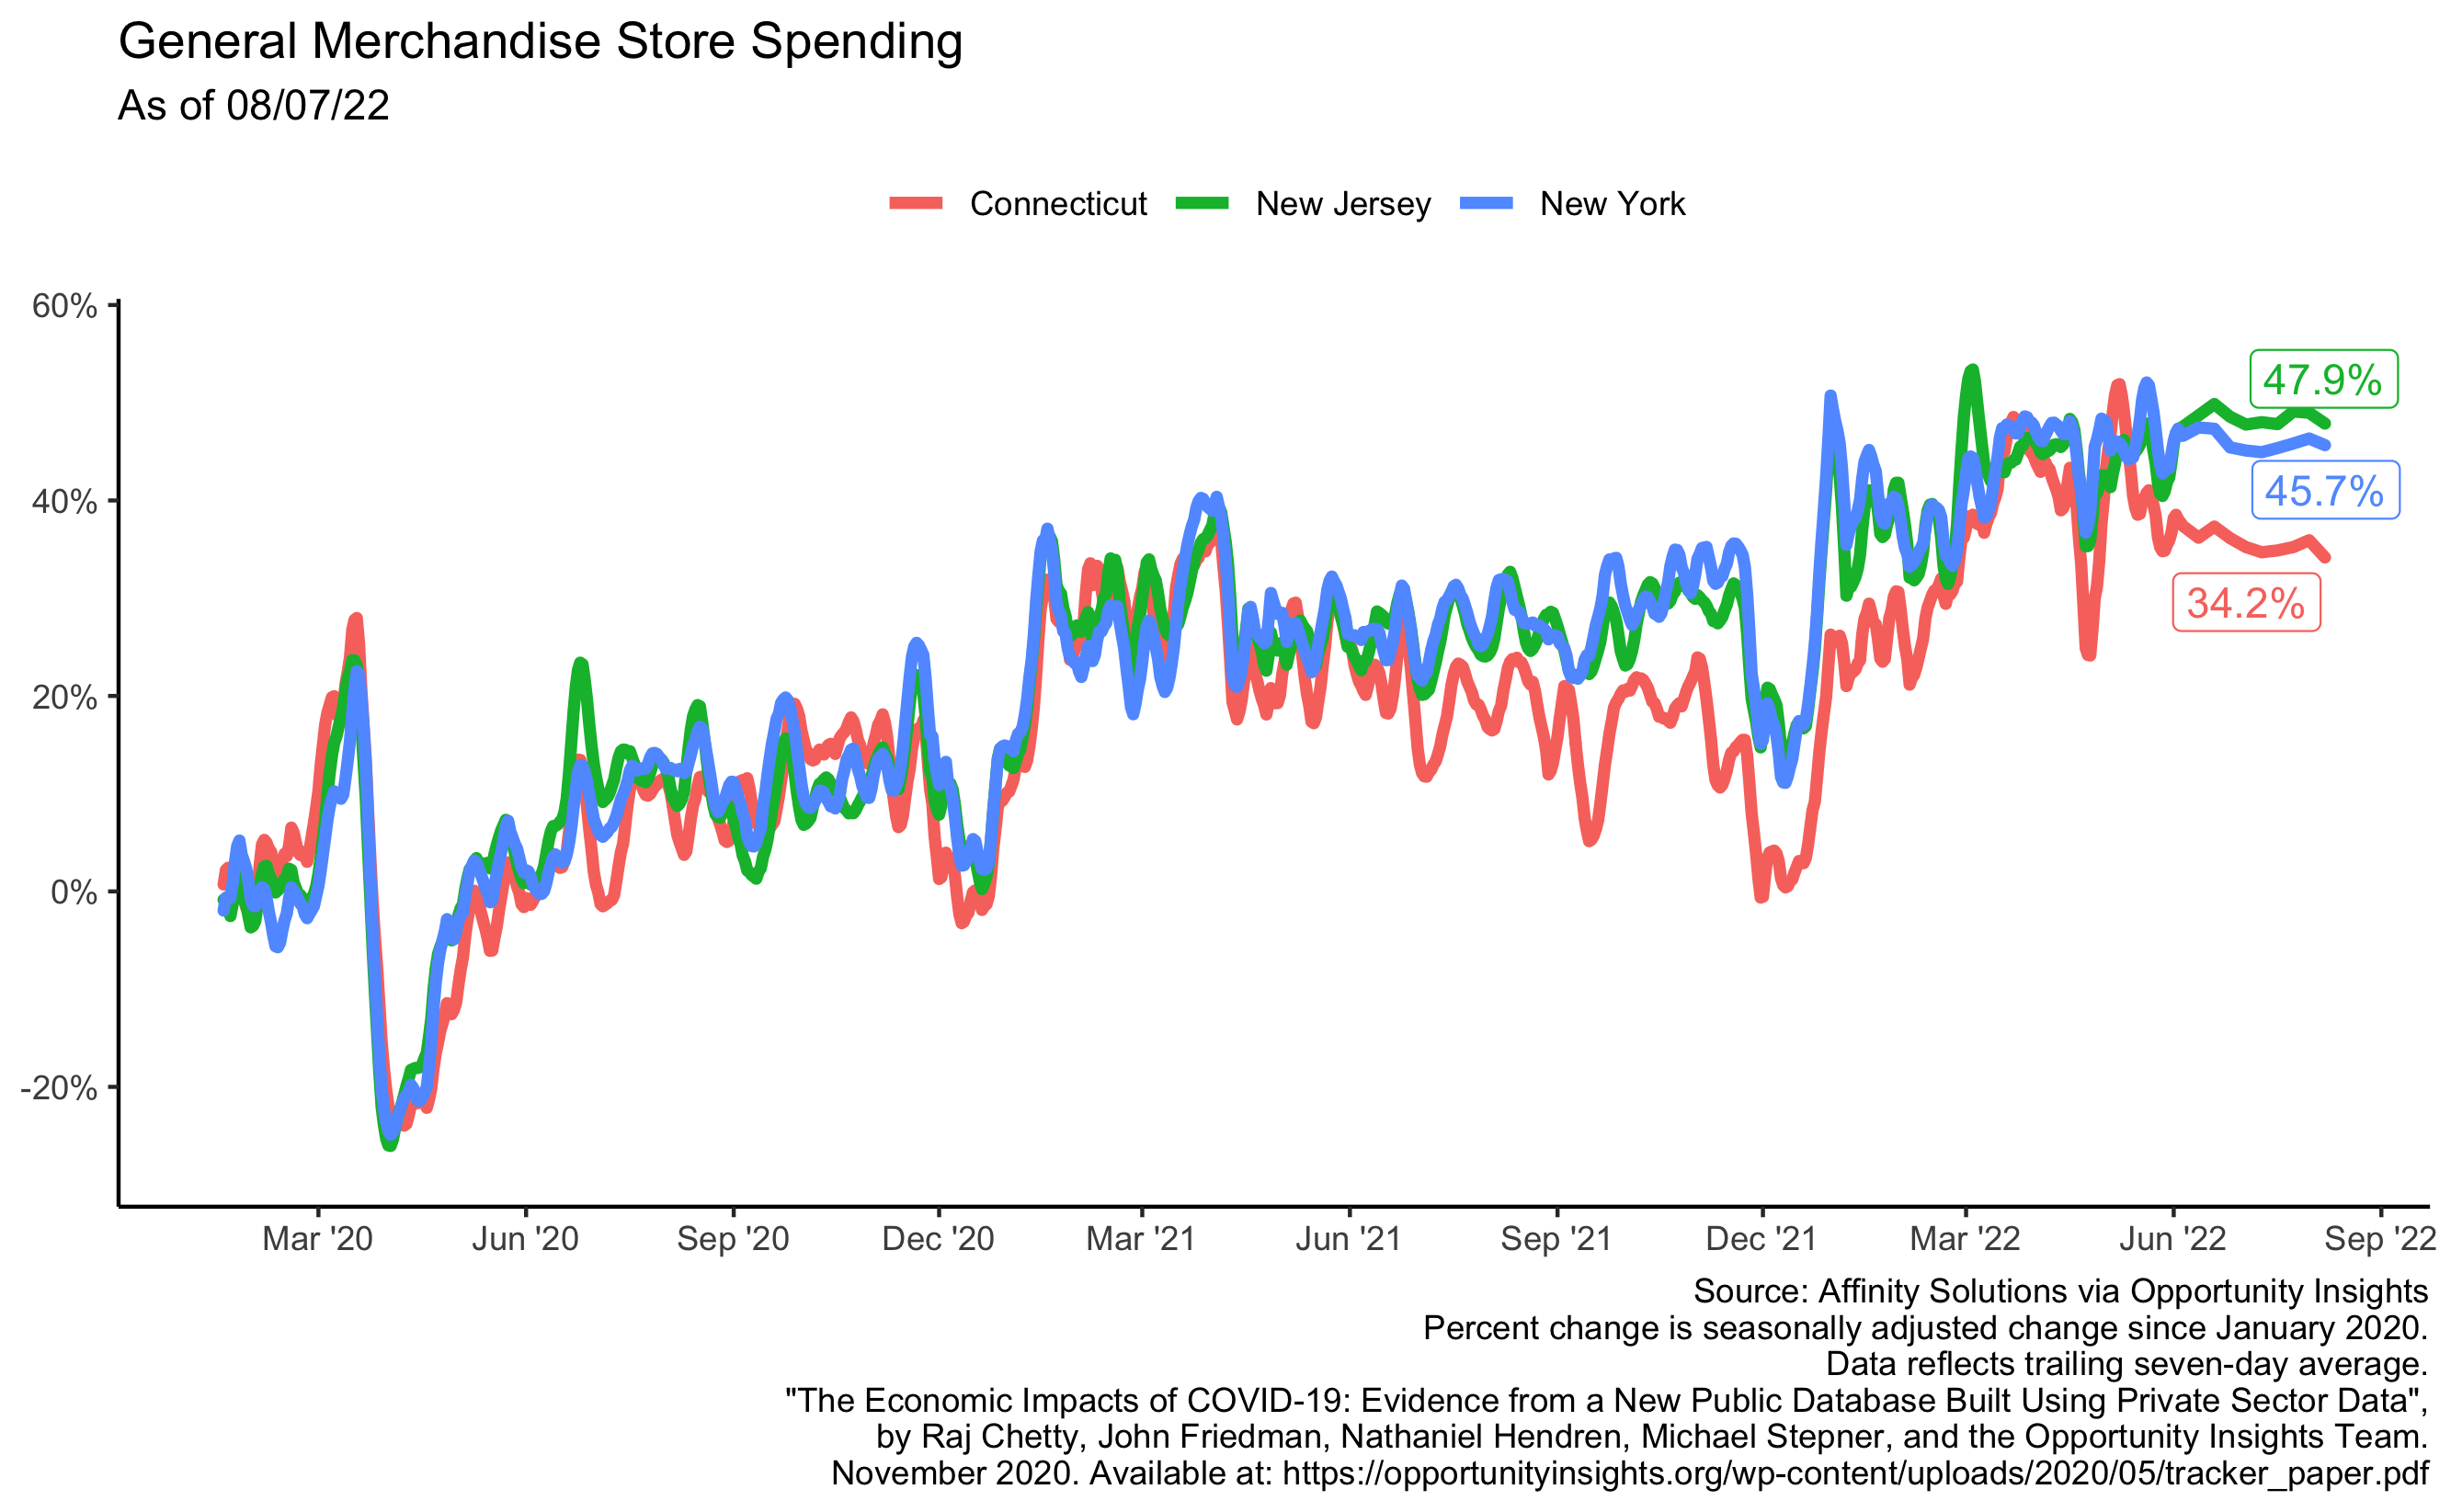 General Merchandise Store Spending
As of 08/07/22
Connecticut New Jersey New York
60%
40%
20%
0%
-20%
47.9%
45.7%
34.2%
Mar '20 Jun '20 Sep '20 Dec '20 Mar '21 Jun '21 Sep '21 Dec '21 Mar '22 Jun '22 Sep '22
Source: Affinity Solutions via Opportunity Insights
Percent change is seasonally adjusted change since January 2020.
Data reflects trailing seven-day average.
"The Economic Impacts of COVID-19: Evidence from a New Public Database Built Using Private Sector Data",
by Raj Chetty, John Friedman, Nathaniel Hendren, Michael Stepner, and the Opportunity Insights Team.
November 2020. Available at: https://opportunityinsights.org/wp-content/uploads/2020/05/tracker_paper.pdf